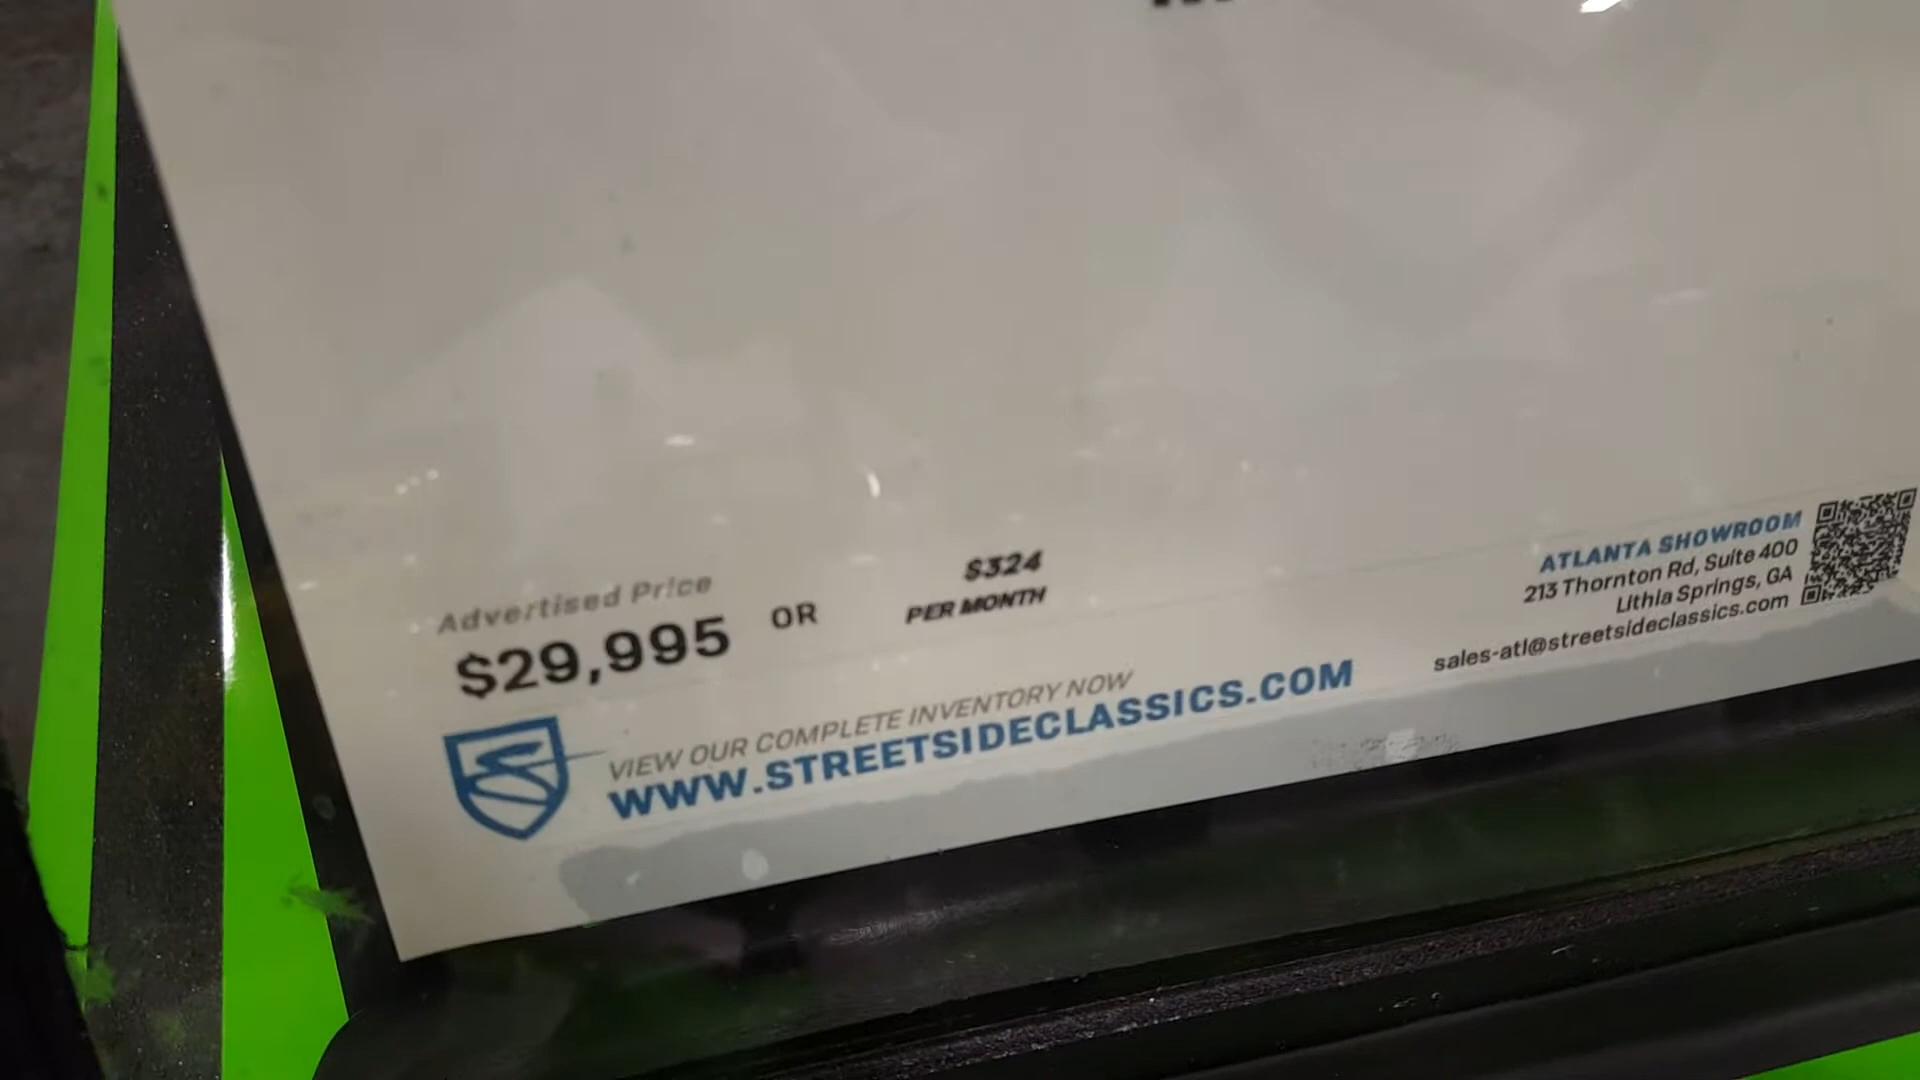 Advertised Price
$29,995
OR
$324
PER MONTH
VIEW OUR COMPLETE INVENTORY NOW
WWW.STREETSIDECLASSICS.COM
ATLANTA SHOWROOM
213 Thornton Rd, Suite 400
Lithia Springs, GA
sales-atl@streetsideclassics.com